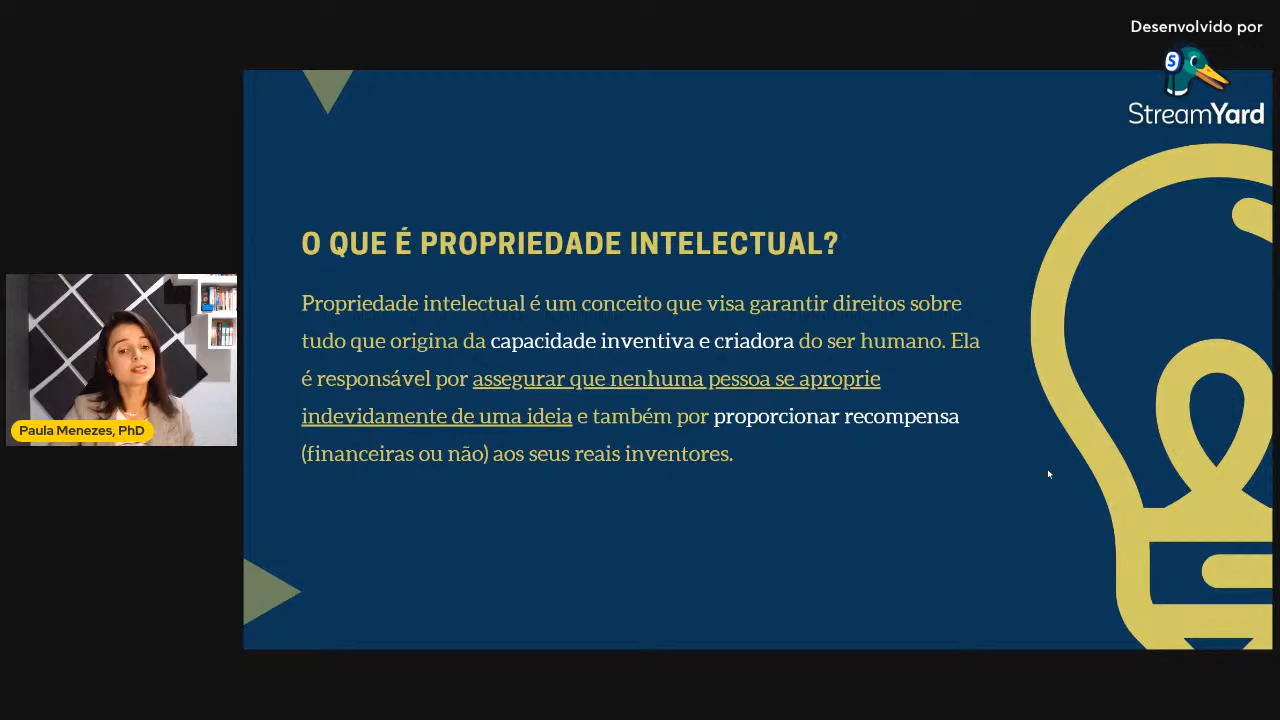 Desenvolvido por
S
StreamYard
O QUE É PROPRIEDADE INTELECTUAL?
Propriedade intelectual é um conceito que visa garantir direitos sobre
tudo que origina da capacidade inventiva e criadora do ser humano. Ela
é responsável por assegurar que nenhuma pessoa se aproprie
indevidamente de uma ideia e também por proporcionar recompensa
(financeiras ou não) aos seus reais inventores.
Paula Menezes, PhD